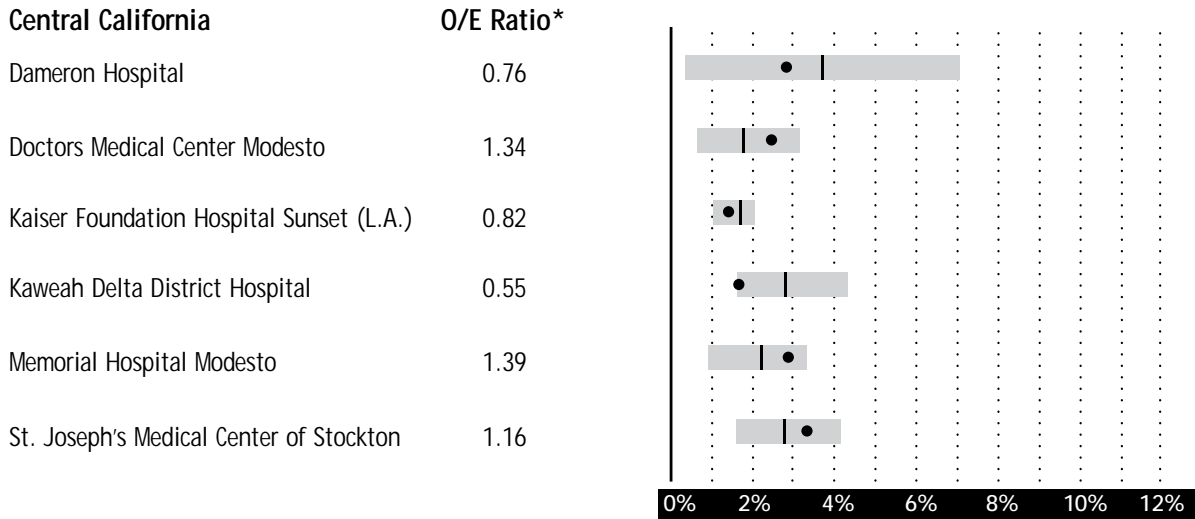 Central California O/E Ratio*
Dameron Hospital 0.76
Doctors Medical Center Modesto 1.34
Kaiser Foundation Hospital Sunset (L.A.) 0.82
Kaweah Delta District Hospital 0.55
Memorial Hospital Modesto 1.39
St. Joseph's Medical Center of Stockton 1.16
0% 2% 4% 6% 8% 10% 12%